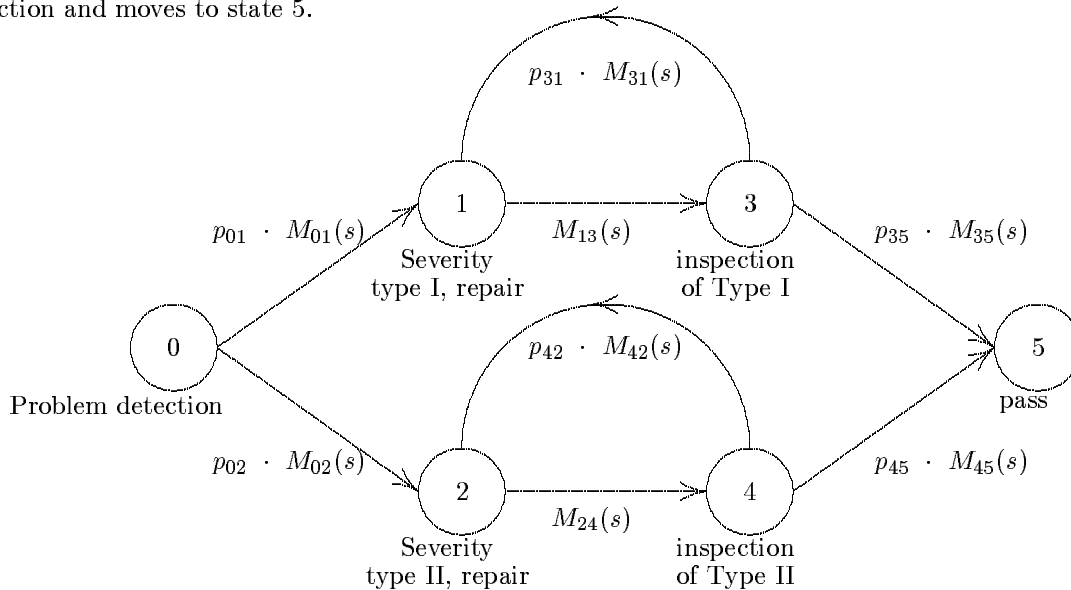 ction and moves to state 5.
p31 · M31(s)
1
3
p01 · M01(s)
M13(s)
p35 · M35(s)
Severity
type I, repair
inspection
of Type I
0
p42 · M42(s)
5
Problem detection
pass
p02 · M02(s)
p45 · M45(s)
2
4
M24(s)
Severity
type II, repair
inspection
of Type II